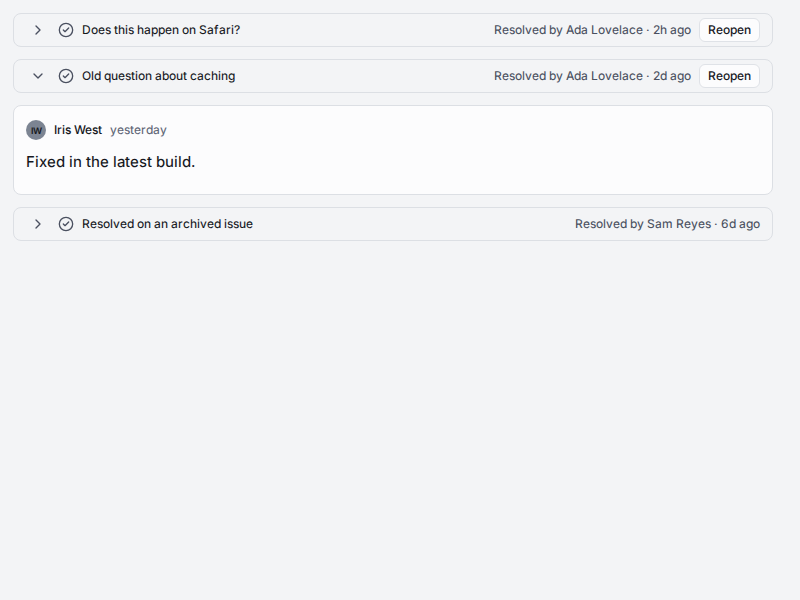 Does this happen on Safari? Resolved by Ada Lovelace · 2h ago Reopen
Old question about caching Resolved by Ada Lovelace · 2d ago Reopen
IW Iris West yesterday
Fixed in the latest build.
Resolved on an archived issue Resolved by Sam Reyes · 6d ago